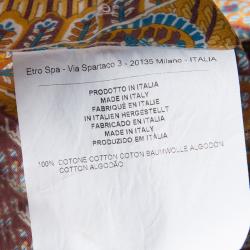 Etro Spa - Via Spartaco 3 - 20135 Milano - ITALIA
PRODOTTO IN ITALIA
MADE IN ITALY
FABRIQUÉ EN ITALIE
IN ITALIEN HERGESTELLT
FABRICADO EN ITALIA
MADE IN ITALY
PRODUZIDO EM ITALIA
100% COTONE COTTON COTON BAUMWOLLE ALGODON
COTTON ALGODÃO